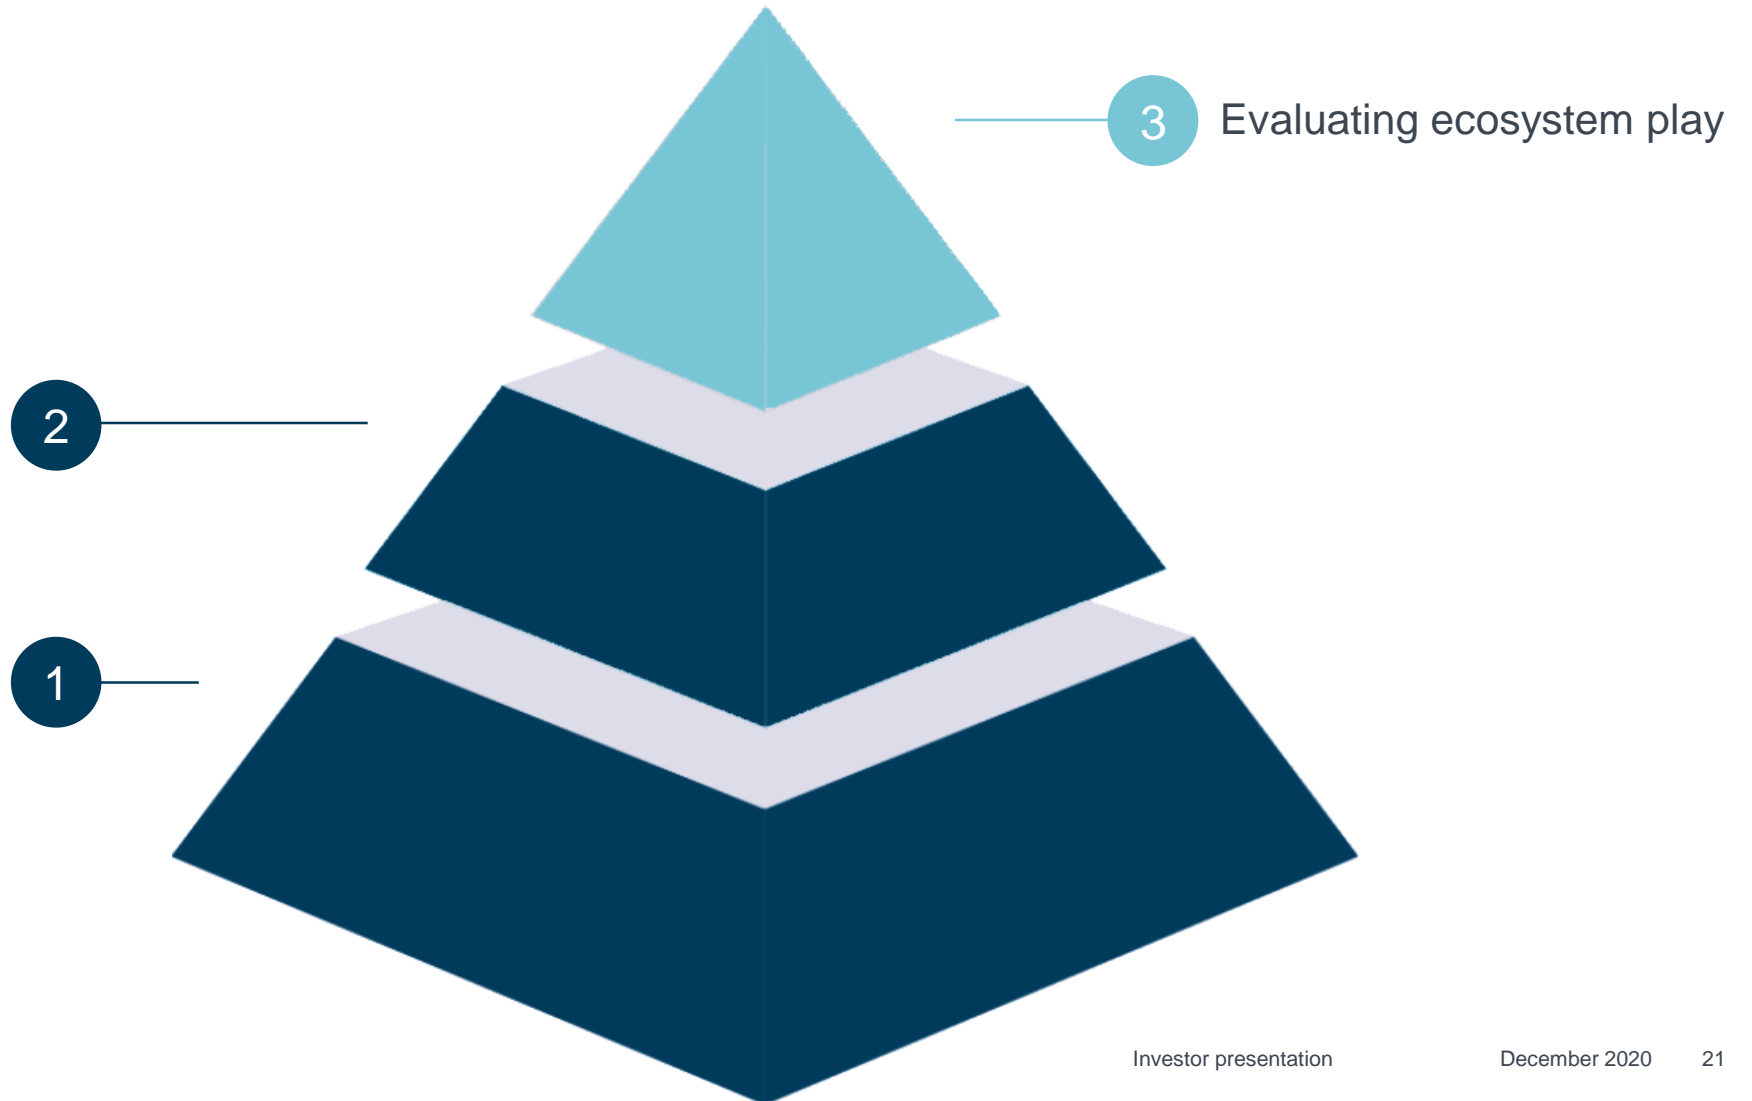 3 Evaluating ecosystem play
2
1
Investor presentation December 2020 21